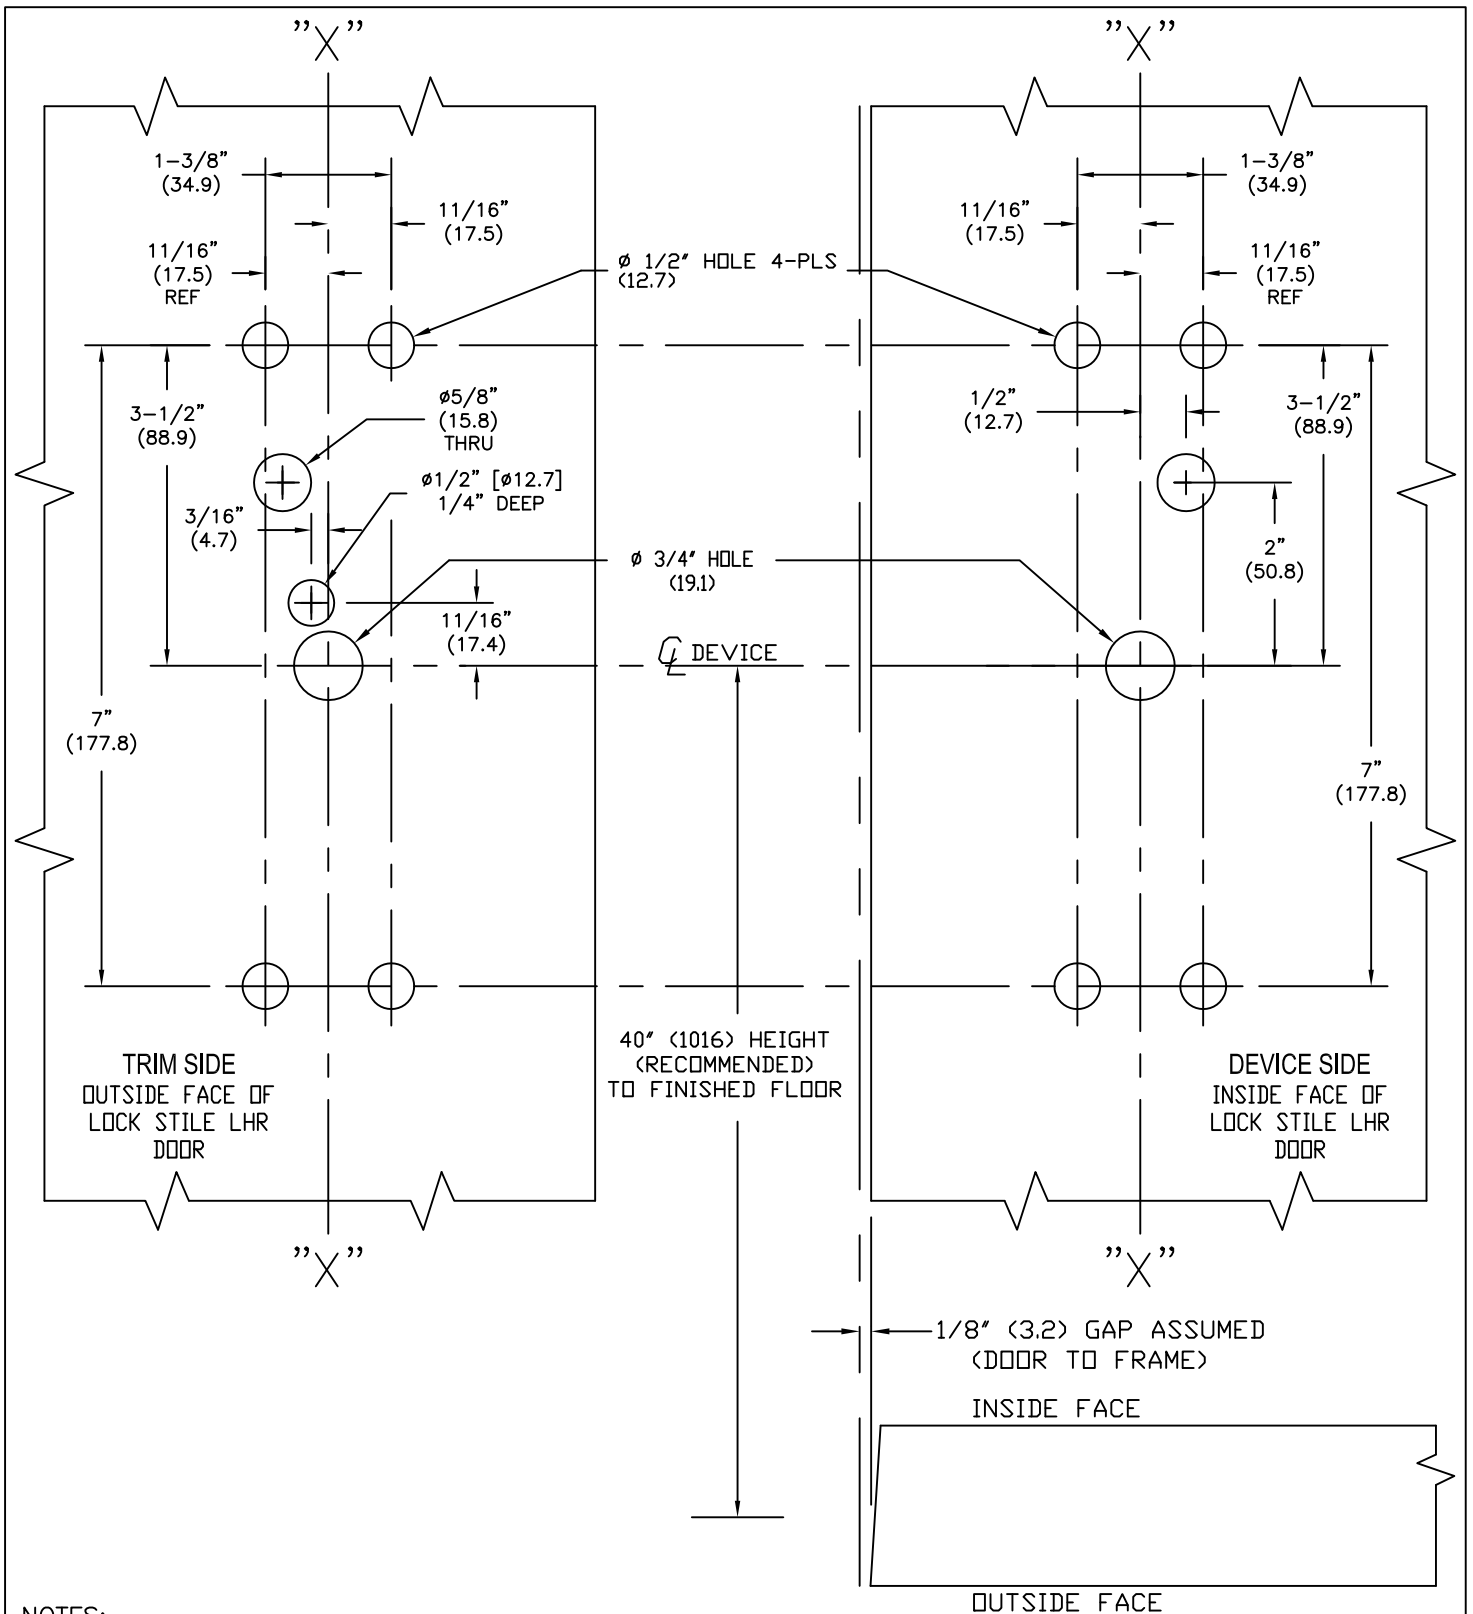 ”X”
”X”
1-3/8”
(34.9)
11/16”
(17.5)
11/16”
(17.5)
REF
1-3/8”
(34.9)
11/16”
(17.5)
11/16”
(17.5)
REF
ø 1/2" HOLE 4-PLS
(12.7)
3-1/2”
(88.9)
ø5/8”
(15.8)
THRU
ø1/2” [ø12.7]
1/4” DEEP
3/16”
(4.7)
1/2”
(12.7)
3-1/2”
(88.9)
2”
(50.8)
ø 3/4" HOLE
(19.1)
11/16”
(17.4)
℄ DEVICE
7”
(177.8)
7”
(177.8)
40" (1016) HEIGHT
(RECOMMENDED)
TO FINISHED FLOOR
TRIM SIDE
OUTSIDE FACE OF
LOCK STILE LHR
DOOR
DEVICE SIDE
INSIDE FACE OF
LOCK STILE LHR
DOOR
”X”
”X”
1/8" (3.2) GAP ASSUMED
(DOOR TO FRAME)
INSIDE FACE
OUTSIDE FACE
NOTES: